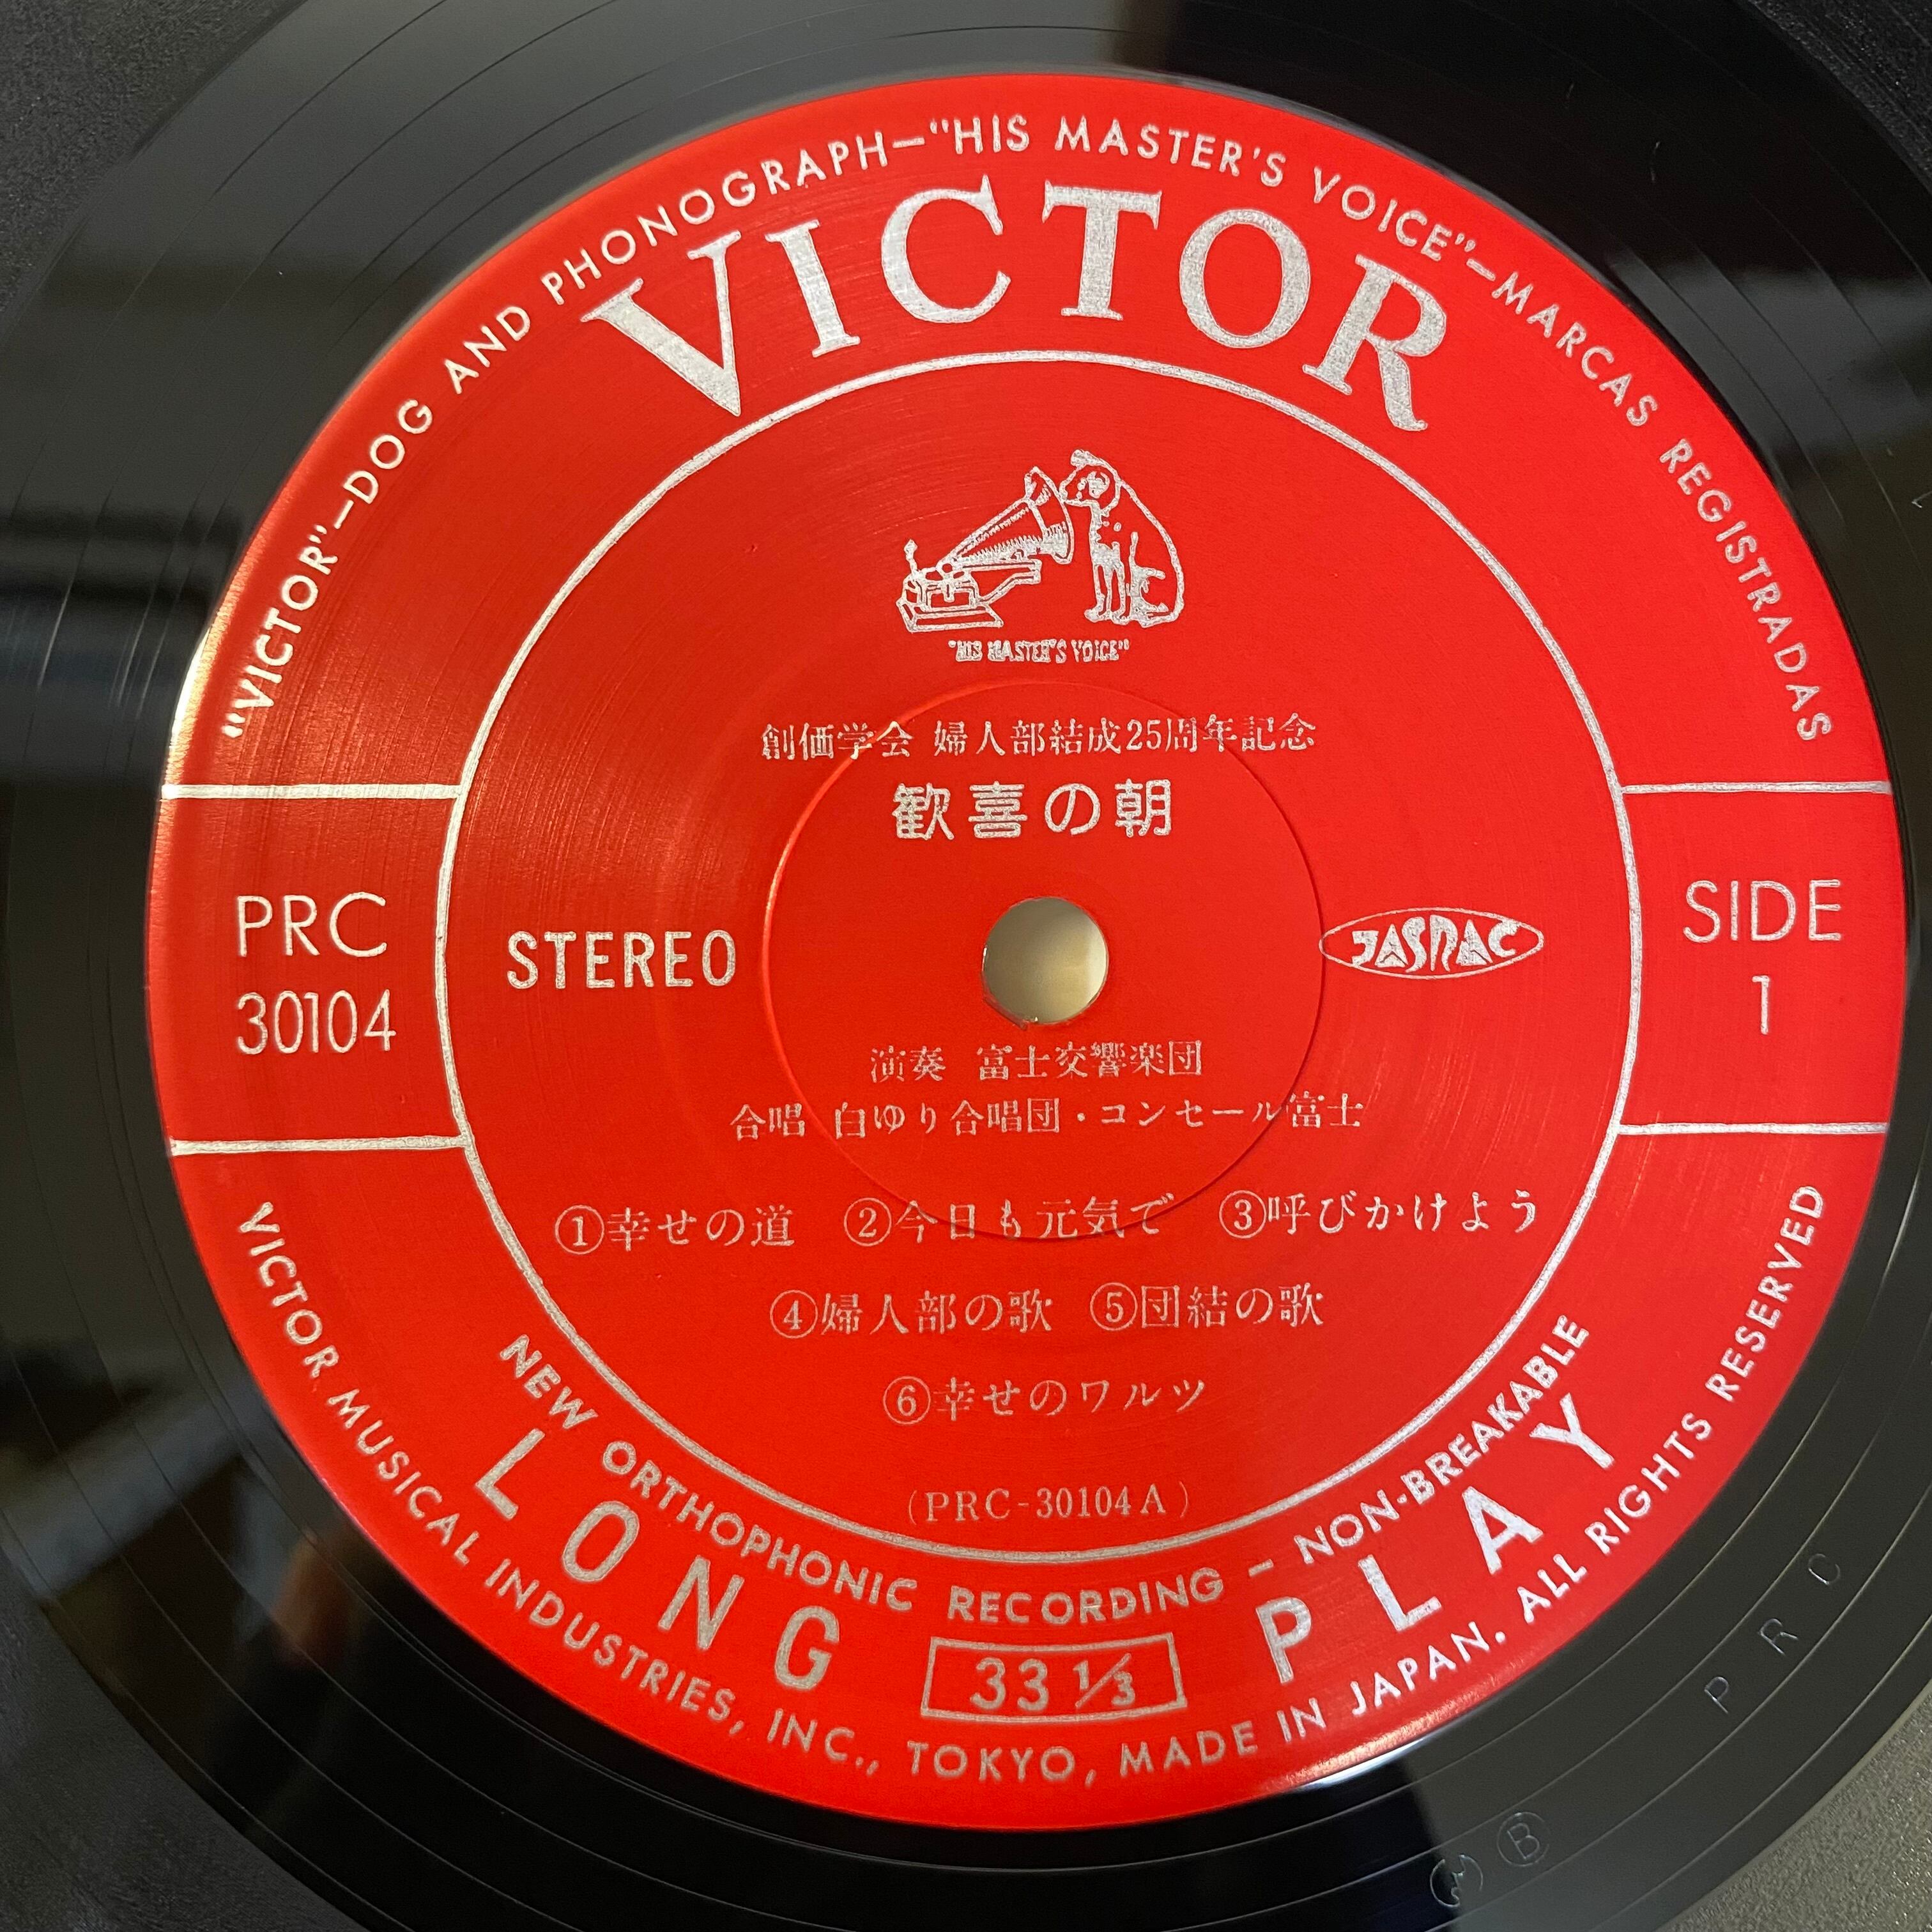 "VICTOR"—DOG AND PHONOGRAPH—"HIS MASTER'S VOICE"—MARCAS REGISTRADAS
VICTOR
"HIS MASTER'S VOICE"
創価学会 婦人部結成25周年記念
歓喜の朝
PRC
30104
STEREO
JASRAC
SIDE
1
演奏 富士交響楽団
合唱 白ゆり合唱団・コンセール富士
①幸せの道 ②今日も元気で ③呼びかけよう
④婦人部の歌 ⑤団結の歌
⑥幸せのワルツ
(PRC-30104A)
NEW ORTHOPHONIC RECORDING – NON-BREAKABLE
LONG PLAY
33 1/3
VICTOR MUSICAL INDUSTRIES, INC., TOKYO, MADE IN JAPAN. ALL RIGHTS RESERVED
P R C
B